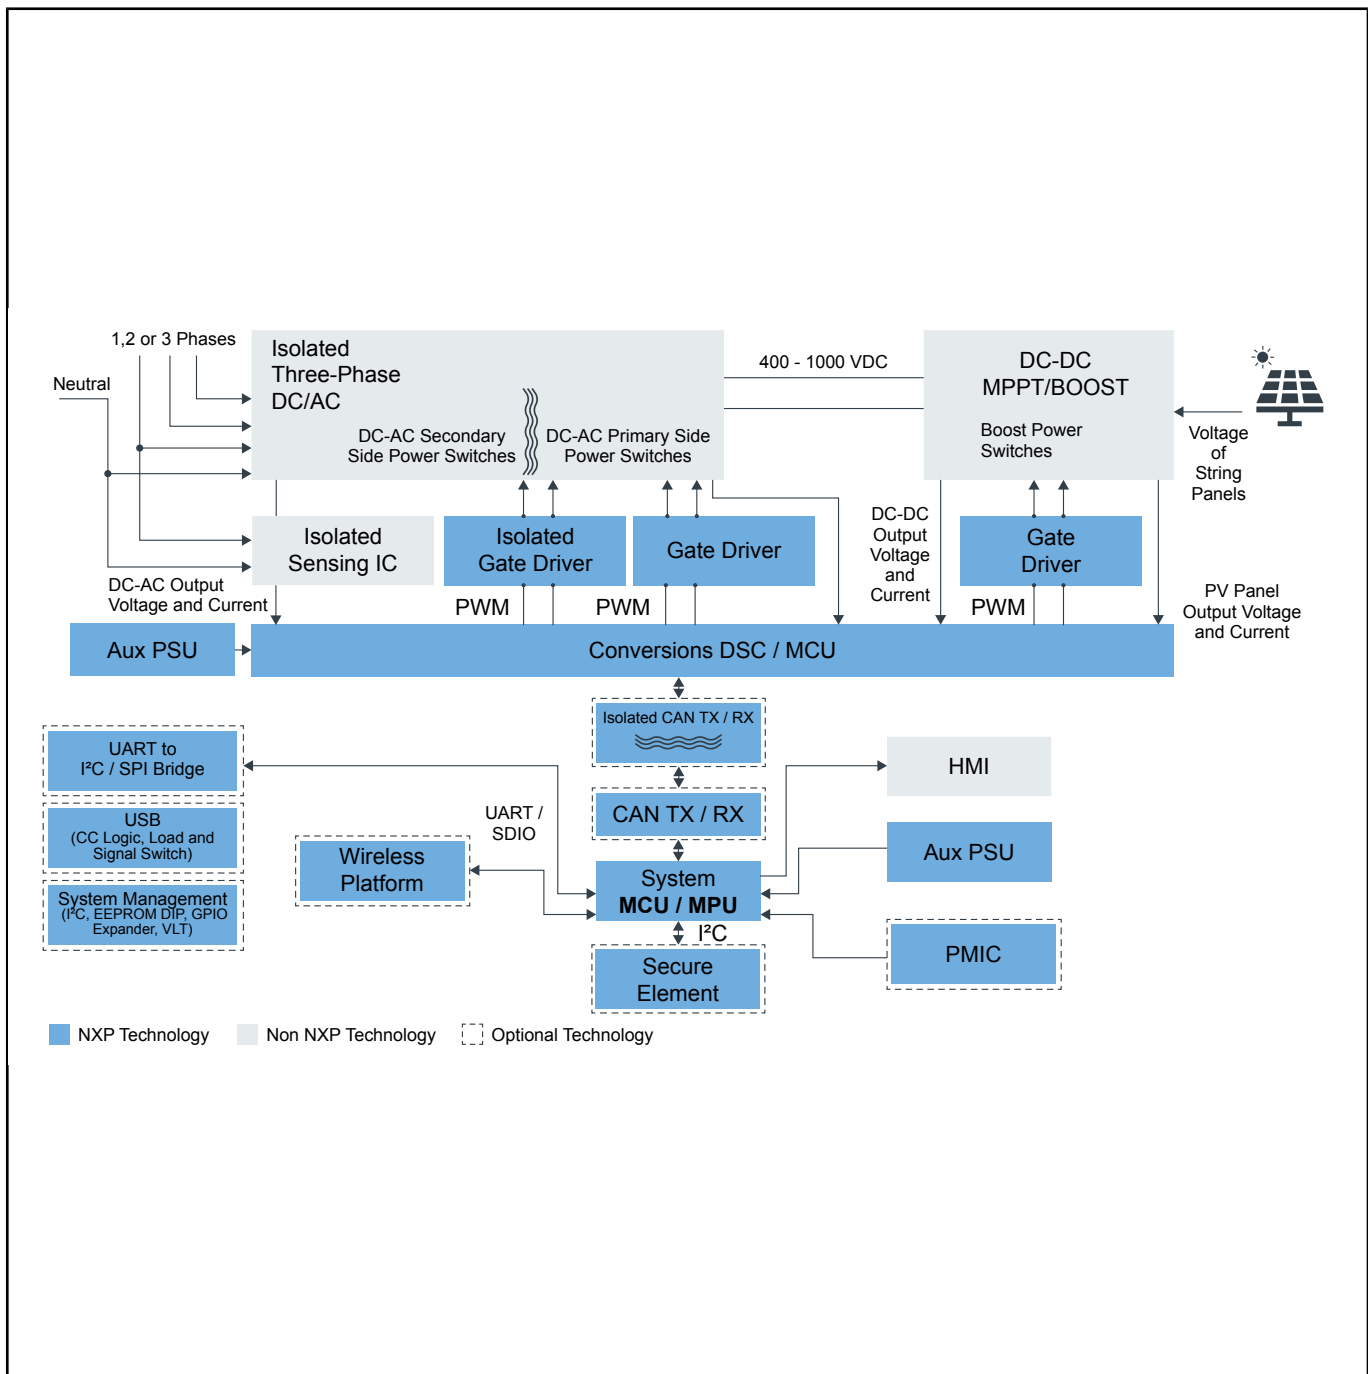 1,2 or 3 Phases
Neutral
Isolated
Three-Phase
DC/AC
DC-AC Secondary
Side Power Switches
DC-AC Primary Side
Power Switches
400 - 1000 VDC
DC-DC
MPPT/BOOST
Boost Power
Switches
Voltage
of
String
Panels
Isolated
Sensing IC
Isolated
Gate Driver
Gate Driver
DC-DC
Output
Voltage
and
Current
Gate
Driver
DC-AC Output
Voltage and Current
PWM
PWM
PWM
PV Panel
Output Voltage
and Current
Aux PSU
Conversions DSC / MCU
Isolated CAN TX / RX
UART to
I²C / SPI Bridge
HMI
USB
(CC Logic, Load and
Signal Switch)
UART /
SDIO
CAN TX / RX
Wireless
Platform
Aux PSU
System
MCU / MPU
System Management
(I²C, EEPROM DIP, GPIO
Expander, VLT)
I²C
PMIC
Secure
Element
NXP Technology
Non NXP Technology
Optional Technology